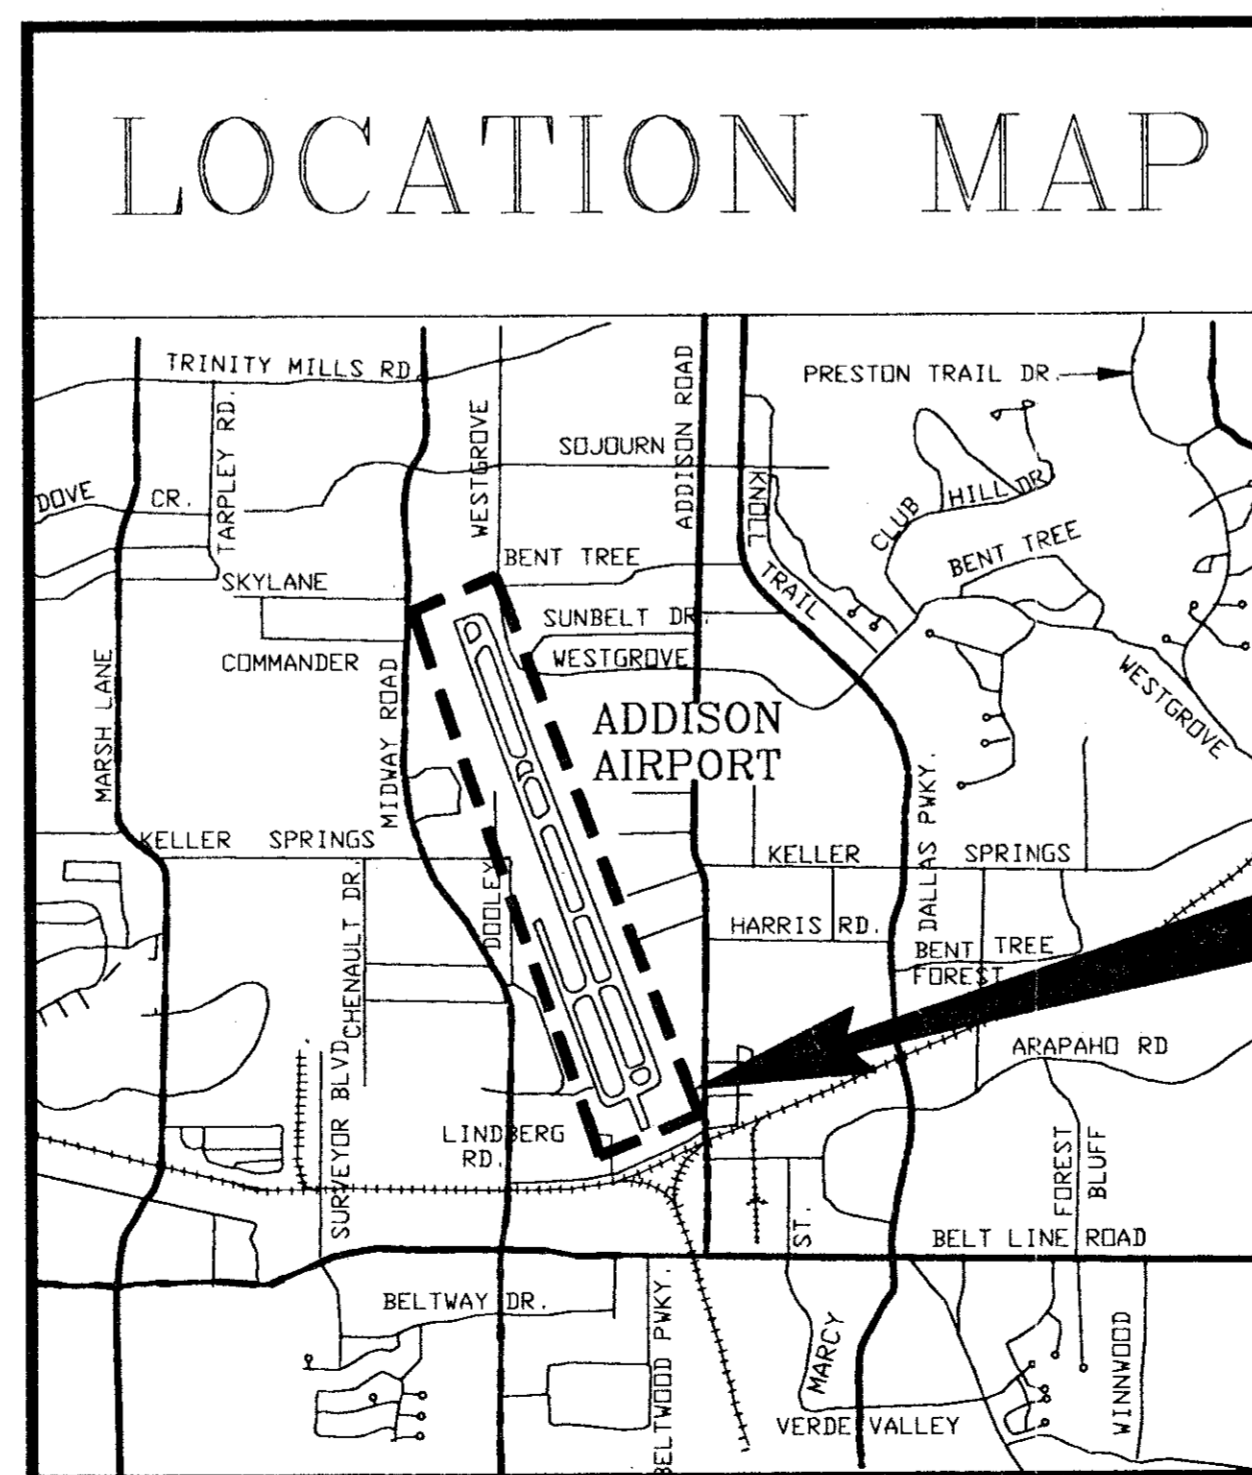 LOCATION MAP
TRINITY MILLS RD.
PRESTON TRAIL DR.
TARPLEY RD.
WESTGROVE
ADDISON ROAD
SOJOURN
DOVE CR.
KNOLL
TRAIL
CLUB HILL DR.
BENT TREE
BENT TREE
SKYLANE
SUNBELT DR.
WESTGROVE
COMMANDER
MARSH LANE
MIDWAY ROAD
WESTGROVE
ADDISON
AIRPORT
DALLAS PWKY.
KELLER SPRINGS
KELLER SPRINGS
CHENAULT DR.
DOOLEY
HARRIS RD.
BENT TREE
FOREST
ARAPAHO RD
SURVEYOR BLVD.
LINDBERG
RD.
FOREST
BLUFF
ST.
BELT LINE ROAD
BELTWAY DR.
BELTWOOD PWKY.
MARCY
WINNWOOD
VERDE VALLEY